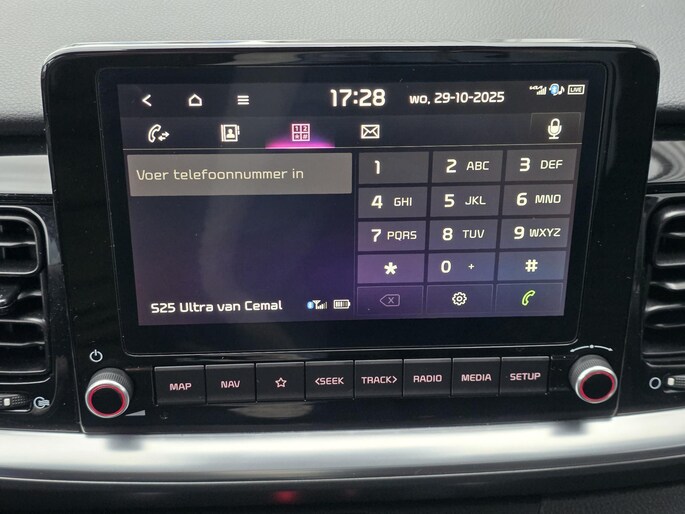 17:28 wo, 29-10-2025 LIVE
Voer telefoonnummer in
1 2 ABC 3 DEF
4 GHI 5 JKL 6 MNO
7 PQRS 8 TUV 9 WXYZ
* 0 + #
S25 Ultra van Cemal
MAP NAV <SEEK TRACK> RADIO MEDIA SETUP